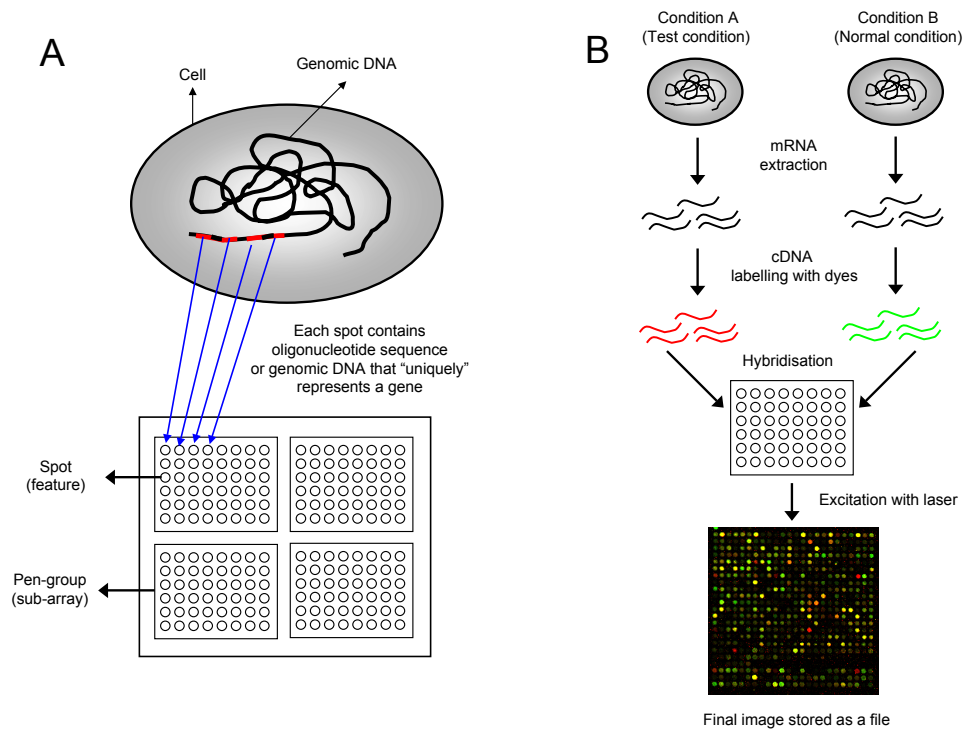 A
Cell
Genomic DNA
Each spot contains
oligonucleotide sequence
or genomic DNA that “uniquely”
represents a gene
Spot
(feature)
Pen-group
(sub-array)
B
Condition A
(Test condition)
Condition B
(Normal condition)
mRNA
extraction
cDNA
labelling with dyes
Hybridisation
Excitation with laser
Final image stored as a file